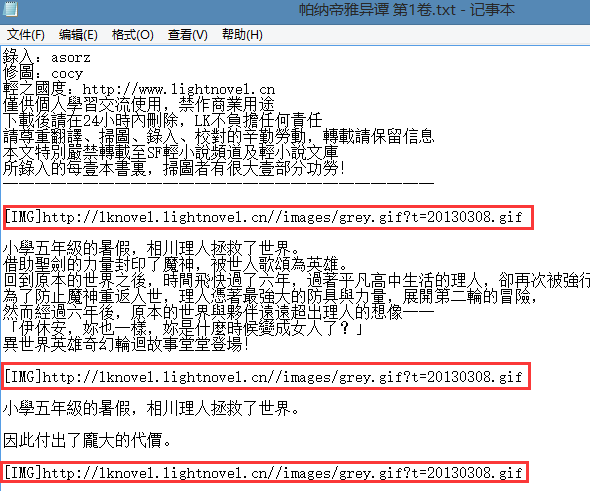 帕纳帝雅异谭 第1卷.txt - 记事本
文件(F) 编辑(E) 格式(O) 查看(V) 帮助(H)
錄入：asorz
修圖：cocy
輕之國度：http://www.lightnovel.cn
僅供個人學習交流使用，禁作商業用途
下載後請在24小時內刪除，LK不負擔任何責任
請尊重翻譯、掃圖、錄入、校對的辛勤勞動，轉載請保留信息
本文特別嚴禁轉載至SF輕小說頻道及輕小說文庫
所錄入的每壹本書裏，掃圖者有很大壹部分功勞！
——————————————————————————
[IMG]http://lknovel.lightnovel.cn//images/grey.gif?t=20130308.gif
小學五年級的暑假，相川理人拯救了世界。
借助聖劍的力量封印了魔神，被世人歌頌為英雄。
回到原本的世界之後，時間飛快過了六年，過著平凡高中生活的理人，卻再次被強行
為了防止魔神重返人世，理人憑著最強大的防具與力量，展開第二輪的冒險，
然而經過六年後，原本的世界與夥伴遠遠超出理人的想像——
「伊休安，妳也一樣，妳是什麼時候變成女人了？」
異世界英雄奇幻輪迴故事堂堂登場！
[IMG]http://lknovel.lightnovel.cn//images/grey.gif?t=20130308.gif
小學五年級的暑假，相川理人拯救了世界。
因此付出了龐大的代價。
[IMG]http://lknovel.lightnovel.cn//images/grey.gif?t=20130308.gif